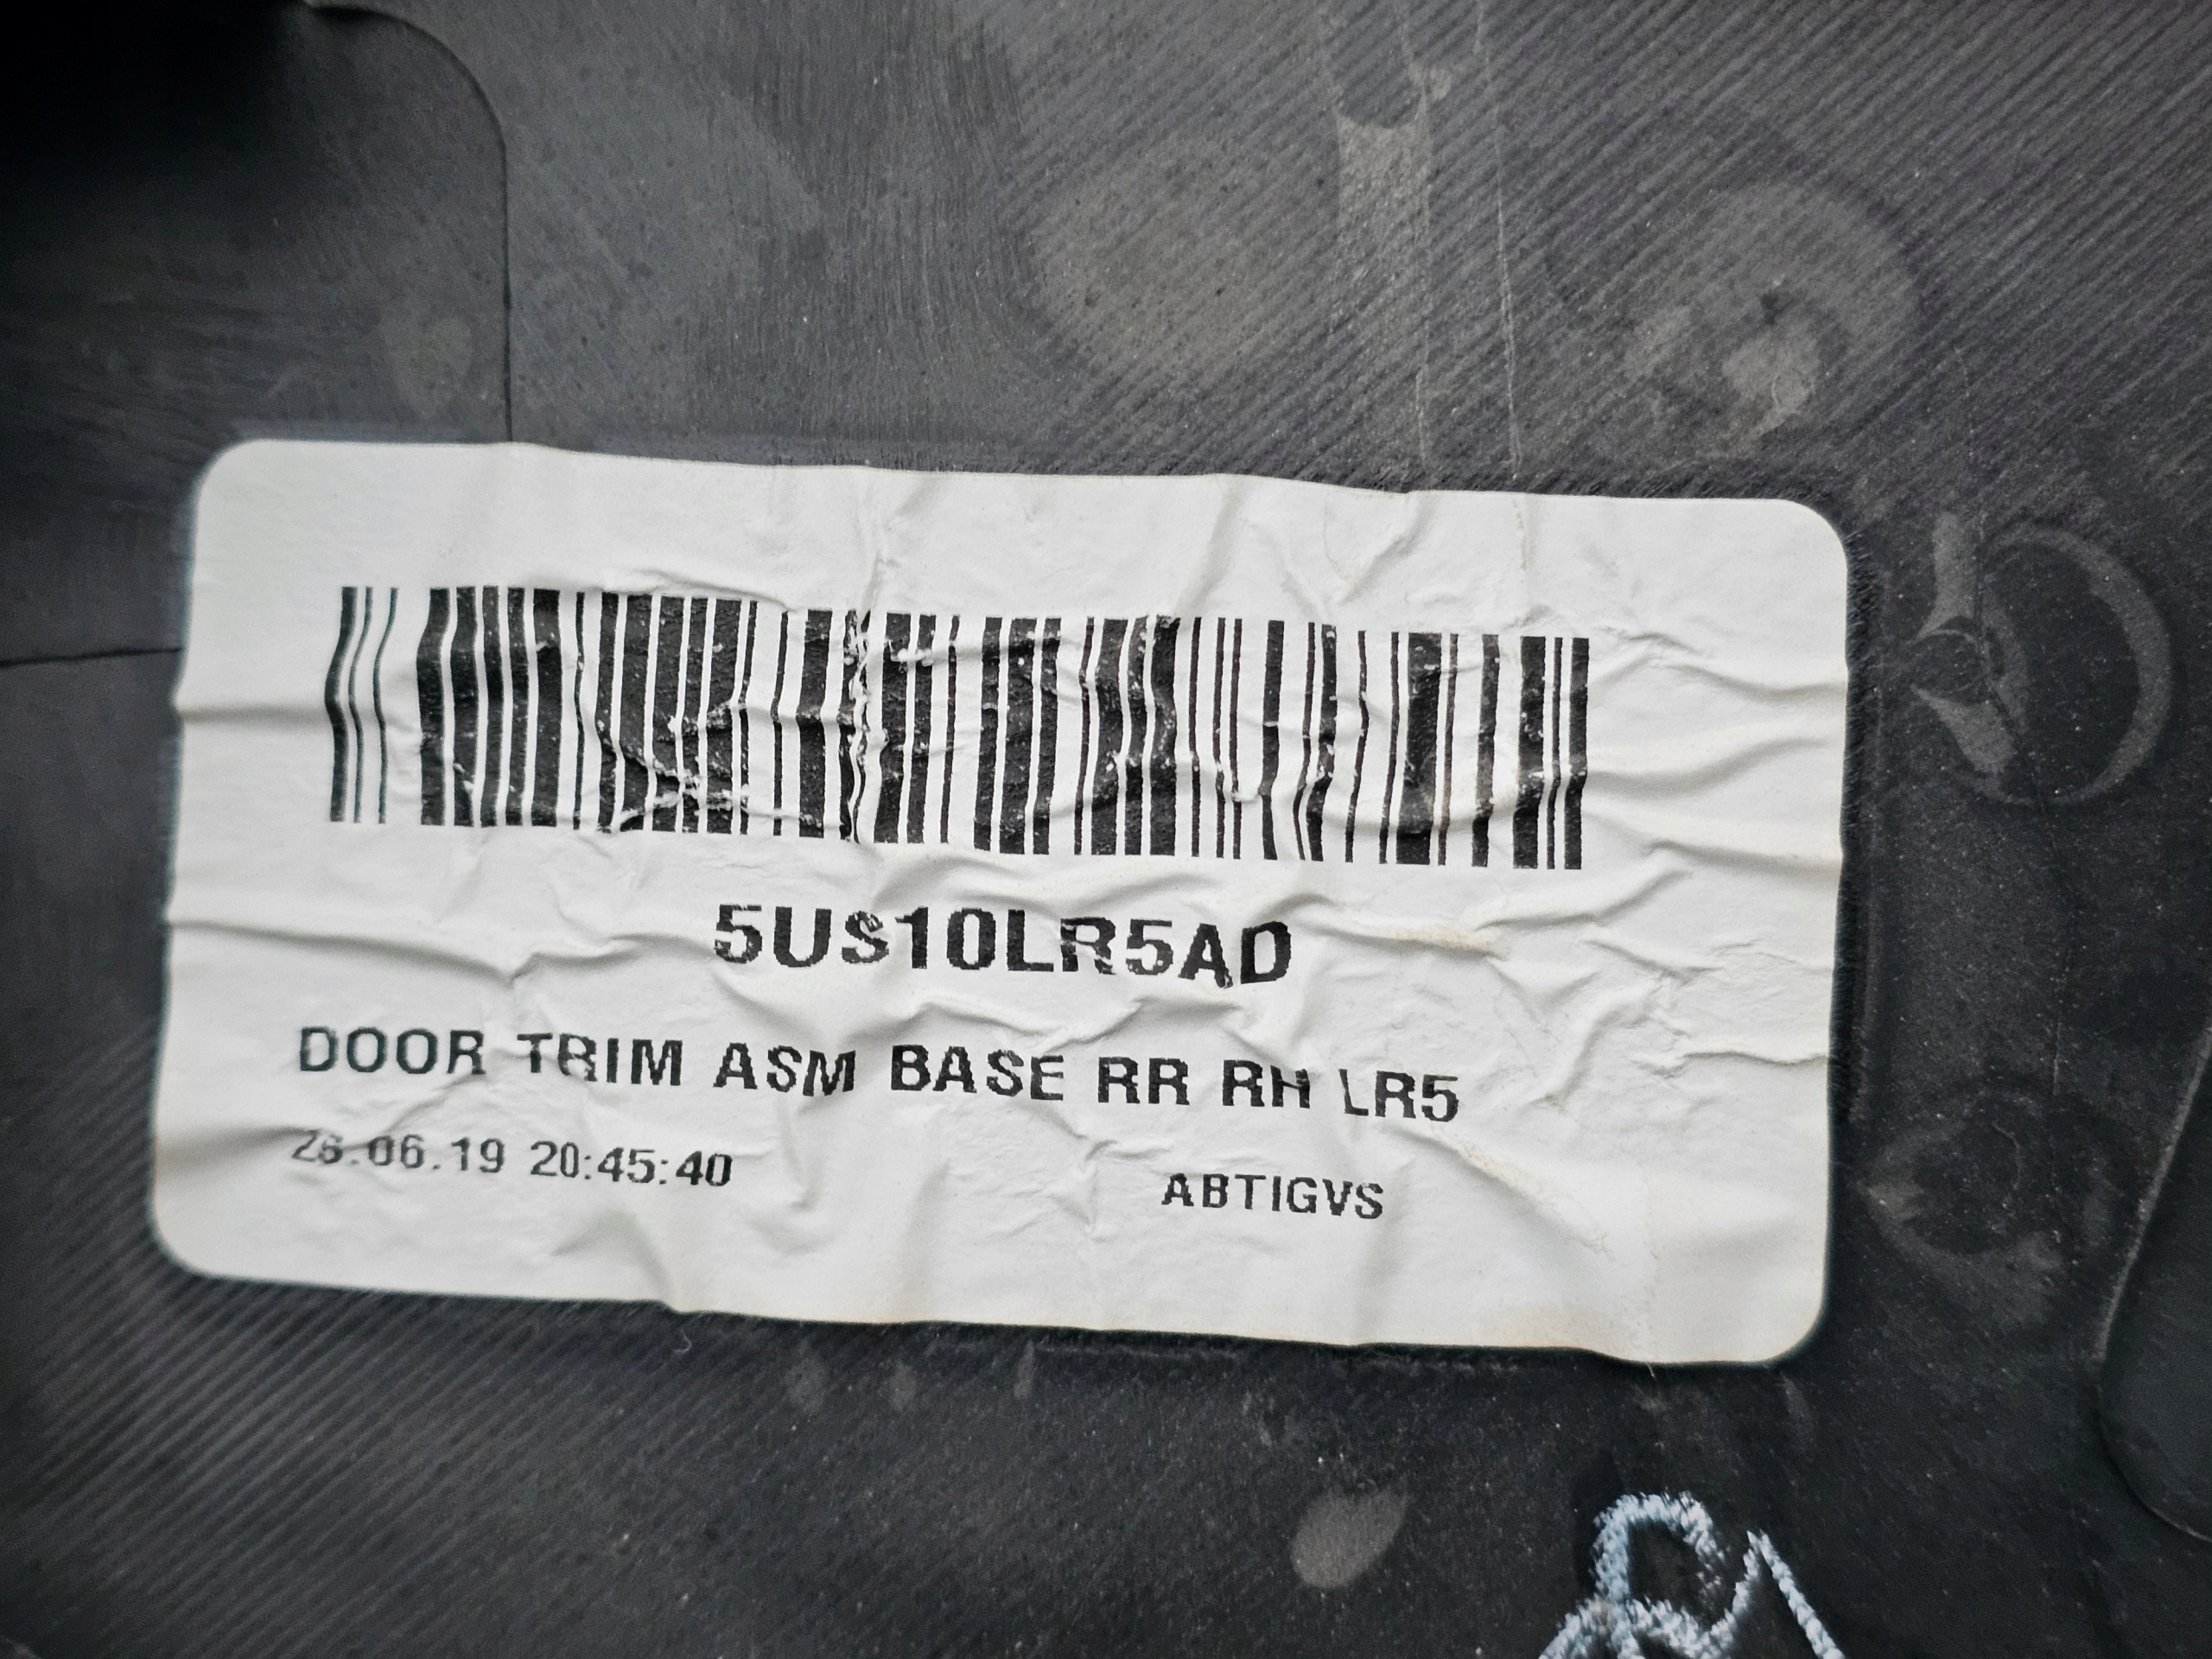 5US10LR5AD
DOOR TRIM ASM BASE RR RH LR5
26.06.19 20:45:40
ABTIGVS